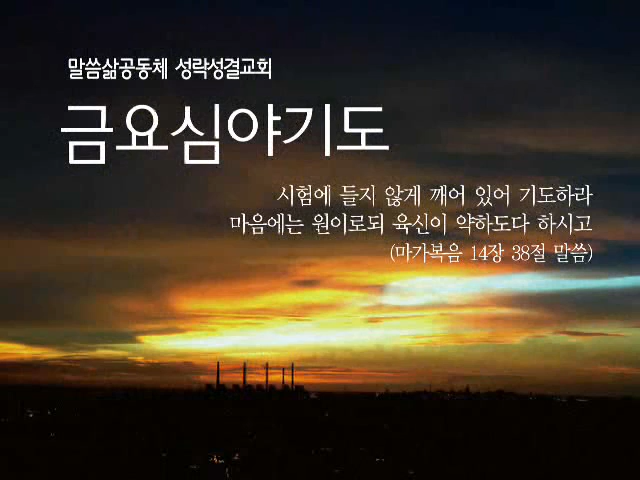 말씀삶공동체 성락성결교회
금요심야기도
시험에 들지 않게 깨어 있어 기도하라
마음에는 원이로되 육신이 약하도다 하시고
(마가복음 14장 38절 말씀)